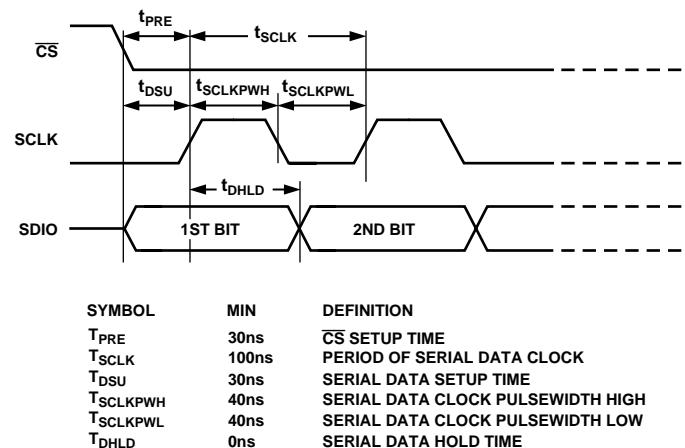 tPRE
tSCLK
CS
tDSU
tSCLKPWH
tSCLKPWL
SCLK
tDHLD
SDIO
1ST BIT
2ND BIT
SYMBOL MIN DEFINITION
TPRE 30ns CS SETUP TIME
TSCLK 100ns PERIOD OF SERIAL DATA CLOCK
TDSU 30ns SERIAL DATA SETUP TIME
TSCLKPWH 40ns SERIAL DATA CLOCK PULSEWIDTH HIGH
TSCLKPWL 40ns SERIAL DATA CLOCK PULSEWIDTH LOW
TDHLD 0ns SERIAL DATA HOLD TIME